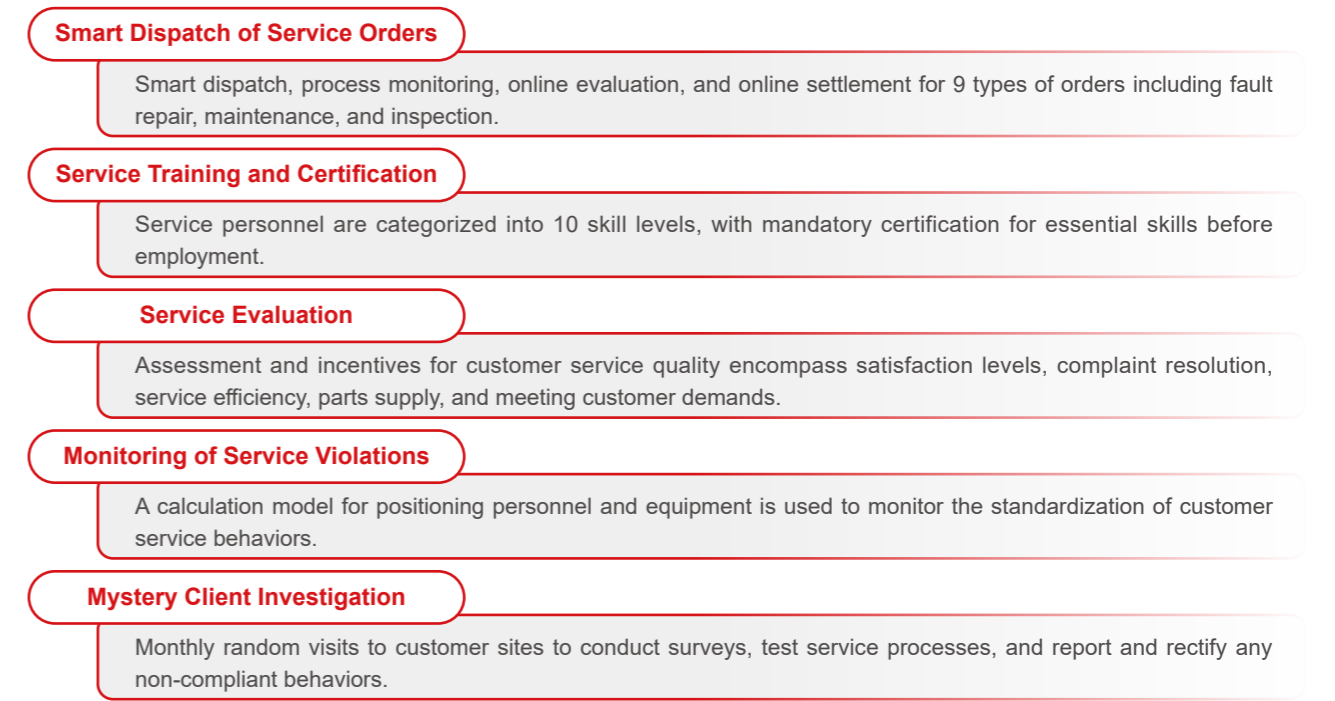 Smart Dispatch of Service Orders
Smart dispatch, process monitoring, online evaluation, and online settlement for 9 types of orders including fault
repair, maintenance, and inspection.
Service Training and Certification
Service personnel are categorized into 10 skill levels, with mandatory certification for essential skills before
employment.
Service Evaluation
Assessment and incentives for customer service quality encompass satisfaction levels, complaint resolution,
service efficiency, parts supply, and meeting customer demands.
Monitoring of Service Violations
A calculation model for positioning personnel and equipment is used to monitor the standardization of customer
service behaviors.
Mystery Client Investigation
Monthly random visits to customer sites to conduct surveys, test service processes, and report and rectify any
non-compliant behaviors.